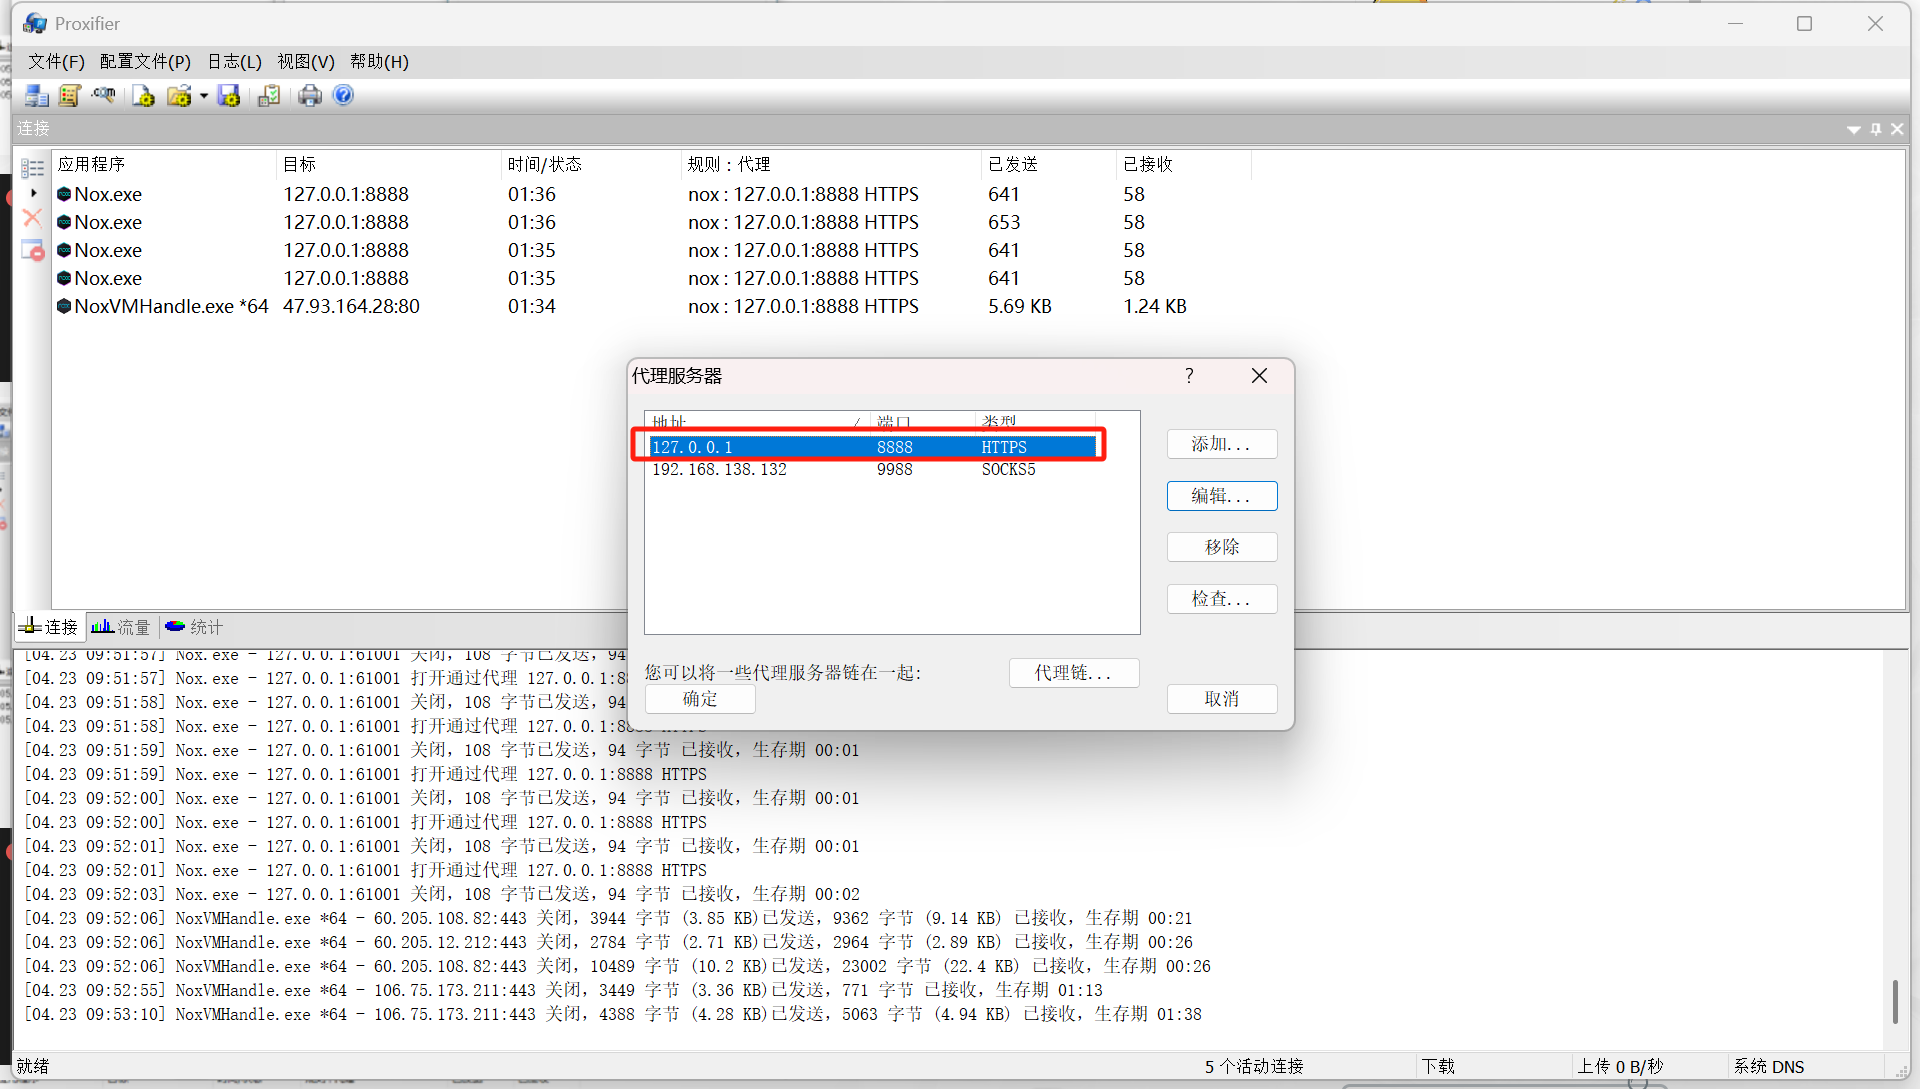 Proxifier
文件(F) 配置文件(P) 日志(L) 视图(V) 帮助(H)
连接
应用程序 目标 时间/状态 规则 : 代理 已发送 已接收
Nox.exe 127.0.0.1:8888 01:36 nox : 127.0.0.1:8888 HTTPS 641 58
Nox.exe 127.0.0.1:8888 01:36 nox : 127.0.0.1:8888 HTTPS 653 58
Nox.exe 127.0.0.1:8888 01:35 nox : 127.0.0.1:8888 HTTPS 641 58
Nox.exe 127.0.0.1:8888 01:35 nox : 127.0.0.1:8888 HTTPS 641 58
NoxVMHandle.exe *64 47.93.164.28:80 01:34 nox : 127.0.0.1:8888 HTTPS 5.69 KB 1.24 KB
代理服务器 ?
地址 / 端口 类型
127.0.0.1 8888 HTTPS
192.168.138.132 9988 SOCKS5
添加...
编辑...
移除
检查...
您可以将一些代理服务器链在一起: 代理链...
确定 取消
连接 流量 统计
[04.23 09:51:57] Nox.exe - 127.0.0.1:61001 关闭，108 字节已发送，94
[04.23 09:51:57] Nox.exe - 127.0.0.1:61001 打开通过代理 127.0.0.1:8
[04.23 09:51:58] Nox.exe - 127.0.0.1:61001 关闭，108 字节已发送，94
[04.23 09:51:58] Nox.exe - 127.0.0.1:61001 打开通过代理 127.0.0.1:8888 HTTPS
[04.23 09:51:59] Nox.exe - 127.0.0.1:61001 关闭，108 字节已发送，94 字节 已接收，生存期 00:01
[04.23 09:51:59] Nox.exe - 127.0.0.1:61001 打开通过代理 127.0.0.1:8888 HTTPS
[04.23 09:52:00] Nox.exe - 127.0.0.1:61001 关闭，108 字节已发送，94 字节 已接收，生存期 00:01
[04.23 09:52:00] Nox.exe - 127.0.0.1:61001 打开通过代理 127.0.0.1:8888 HTTPS
[04.23 09:52:01] Nox.exe - 127.0.0.1:61001 关闭，108 字节已发送，94 字节 已接收，生存期 00:01
[04.23 09:52:01] Nox.exe - 127.0.0.1:61001 打开通过代理 127.0.0.1:8888 HTTPS
[04.23 09:52:03] Nox.exe - 127.0.0.1:61001 关闭，108 字节已发送，94 字节 已接收，生存期 00:02
[04.23 09:52:06] NoxVMHandle.exe *64 - 60.205.108.82:443 关闭，3944 字节 (3.85 KB)已发送，9362 字节 (9.14 KB) 已接收，生存期 00:21
[04.23 09:52:06] NoxVMHandle.exe *64 - 60.205.12.212:443 关闭，2784 字节 (2.71 KB)已发送，2964 字节 (2.89 KB) 已接收，生存期 00:26
[04.23 09:52:06] NoxVMHandle.exe *64 - 60.205.108.82:443 关闭，10489 字节 (10.2 KB)已发送，23002 字节 (22.4 KB) 已接收，生存期 00:26
[04.23 09:52:55] NoxVMHandle.exe *64 - 106.75.173.211:443 关闭，3449 字节 (3.36 KB)已发送，771 字节 已接收，生存期 01:13
[04.23 09:53:10] NoxVMHandle.exe *64 - 106.75.173.211:443 关闭，4388 字节 (4.28 KB)已发送，5063 字节 (4.94 KB) 已接收，生存期 01:38
就绪 5 个活动连接 下载 上传 0 B/秒 系统 DNS